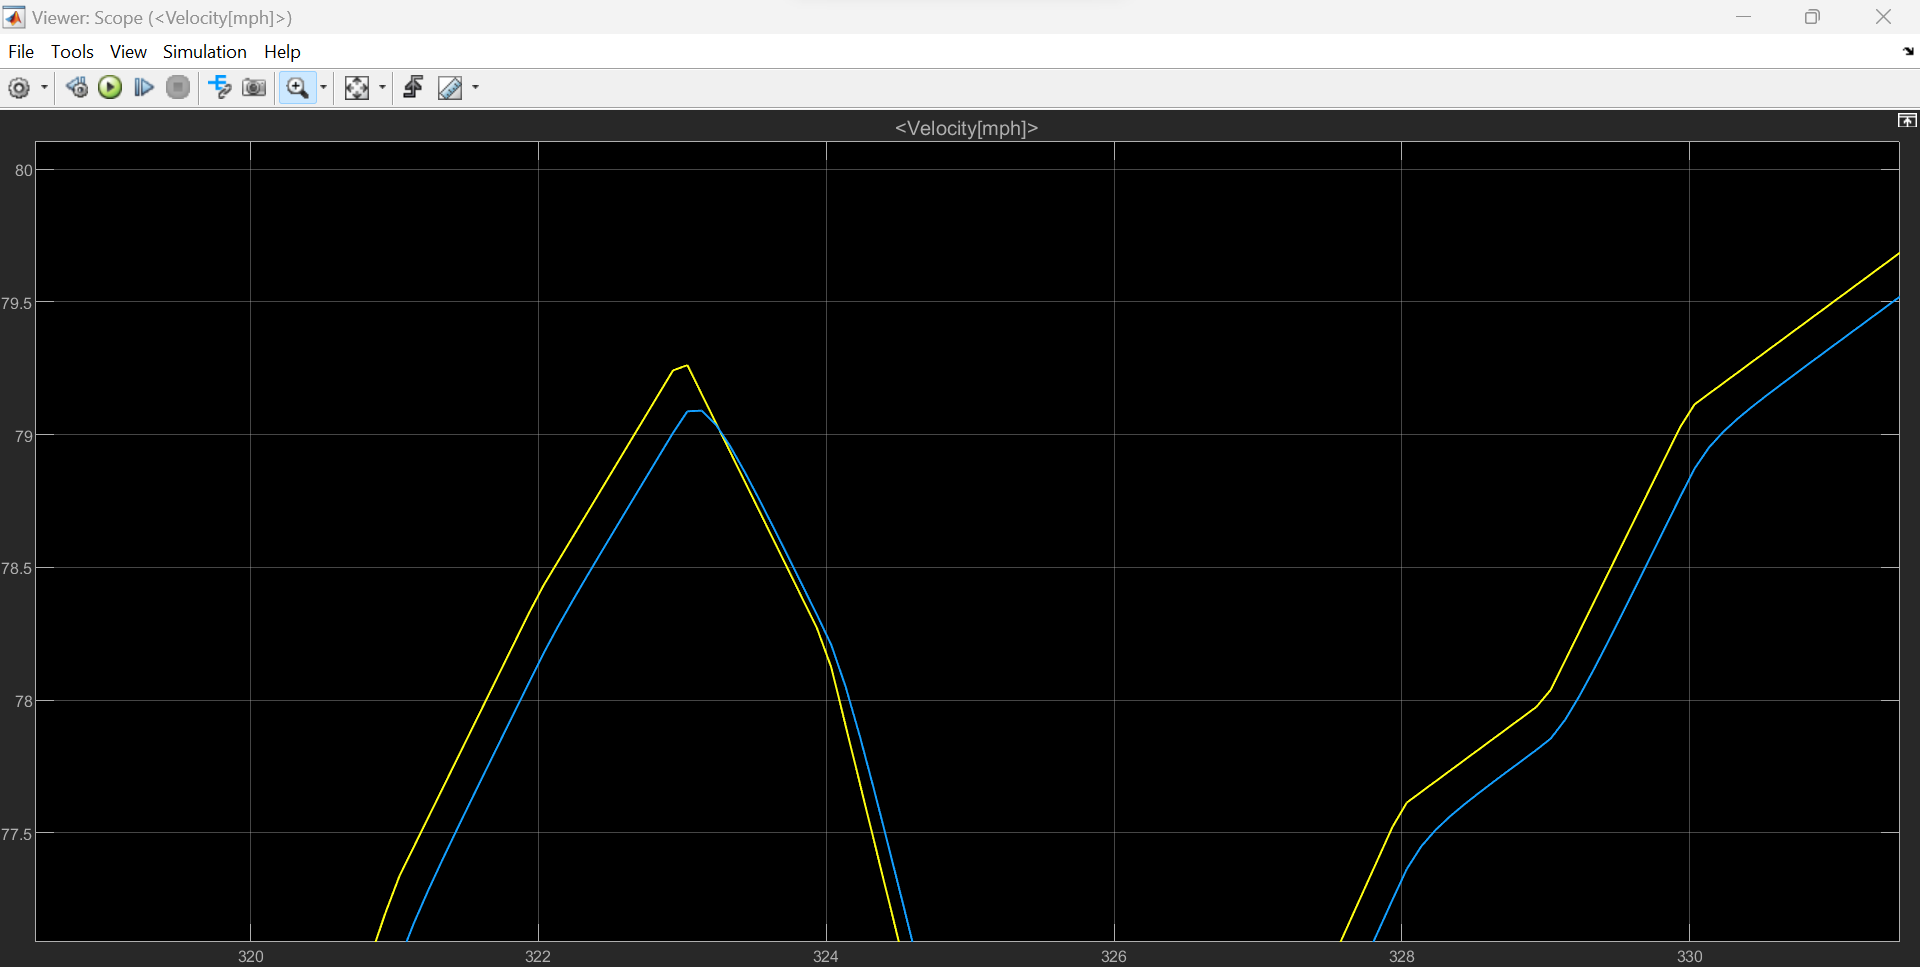 Viewer: Scope (<Velocity[mph]>)
File Tools View Simulation Help
<Velocity[mph]>
80
79.5
79
78.5
78
77.5
320 322 324 326 328 330